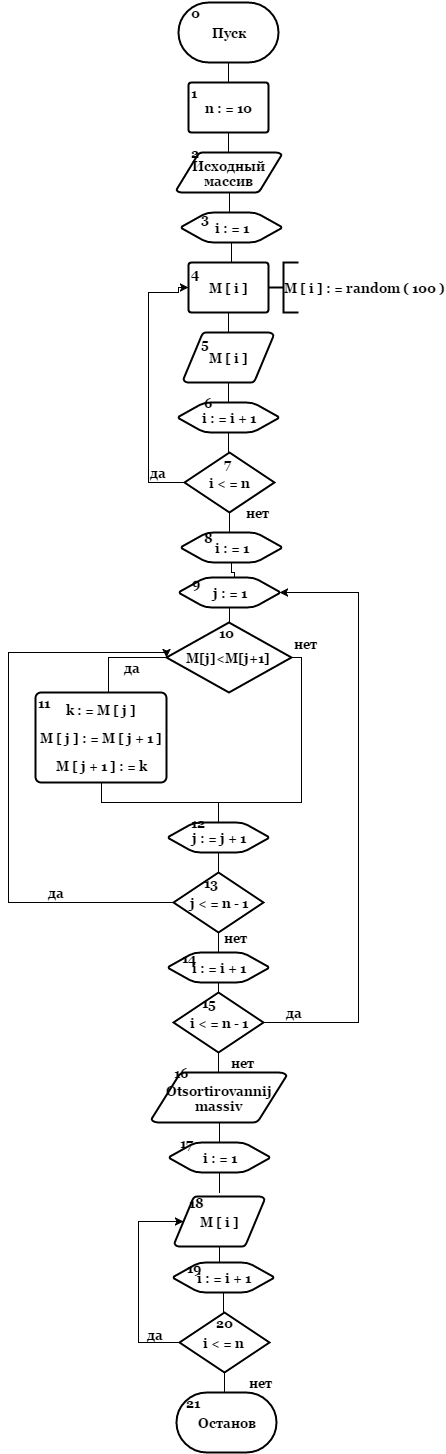 0
Пуск
1
n : = 10
2
Исходный
массив
3
i : = 1
4
M [ i ]
M [ i ] : = random ( 100 )
5
M [ i ]
6
i : = i + 1
7
i < = n
да
нет
8
i : = 1
9
j : = 1
10
M[j]<M[j+1]
да
нет
11
k : = M [ j ]
M [ j ] : = M [ j + 1 ]
M [ j + 1 ] : = k
12
j : = j + 1
13
j < = n - 1
да
нет
14
i : = i + 1
15
i < = n - 1
да
нет
16
Otsortirovannij
massiv
17
i : = 1
18
M [ i ]
19
i : = i + 1
20
i < = n
да
нет
21
Останов